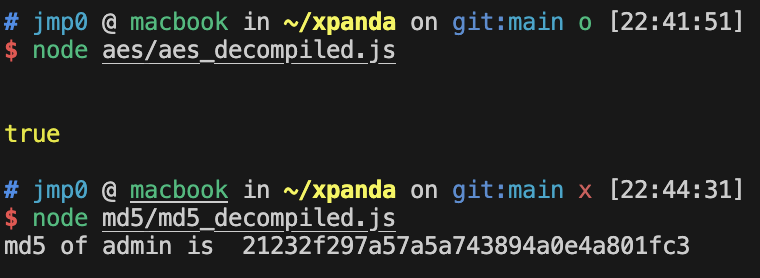 # jmp0 @ macbook in ~/xpanda on git:main o [22:41:51]
$ node aes/aes_decompiled.js
true
# jmp0 @ macbook in ~/xpanda on git:main x [22:44:31]
$ node md5/md5_decompiled.js
md5 of admin is  21232f297a57a5a743894a0e4a801fc3